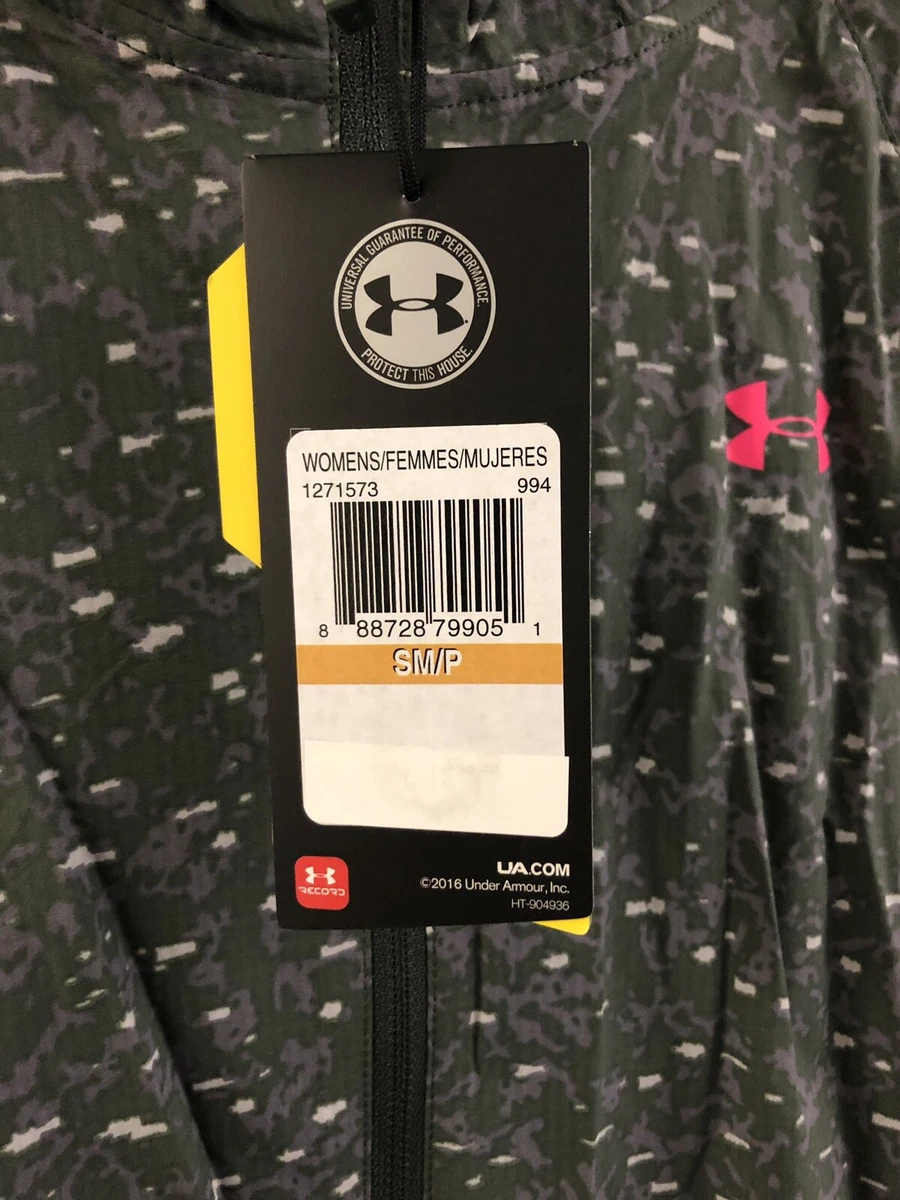 UNIVERSAL GUARANTEE OF PERFORMANCE.
PROTECT THIS HOUSE.
WOMENS/FEMMES/MUJERES
1271573 994
8 88728 79905 1
SM/P
RECORD
UA.COM
©2016 Under Armour, Inc.
HT-904936